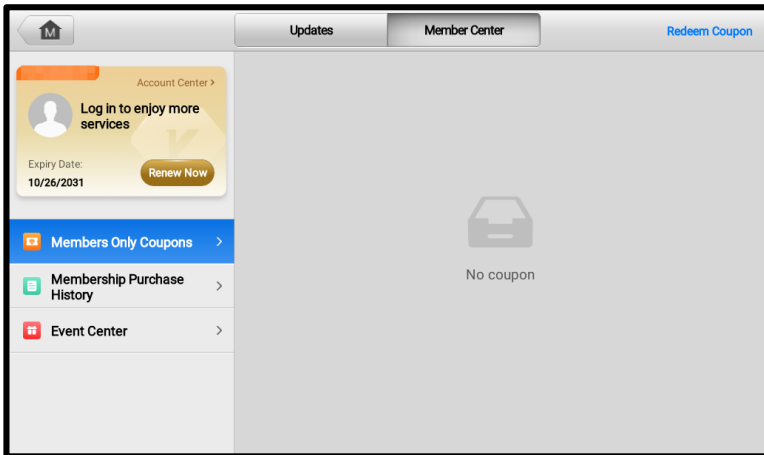 M
Updates
Member Center
Redeem Coupon
Account Center >
Log in to enjoy more
services
Expiry Date:
10/26/2031
Renew Now
Members Only Coupons
Membership Purchase
History
Event Center
No coupon